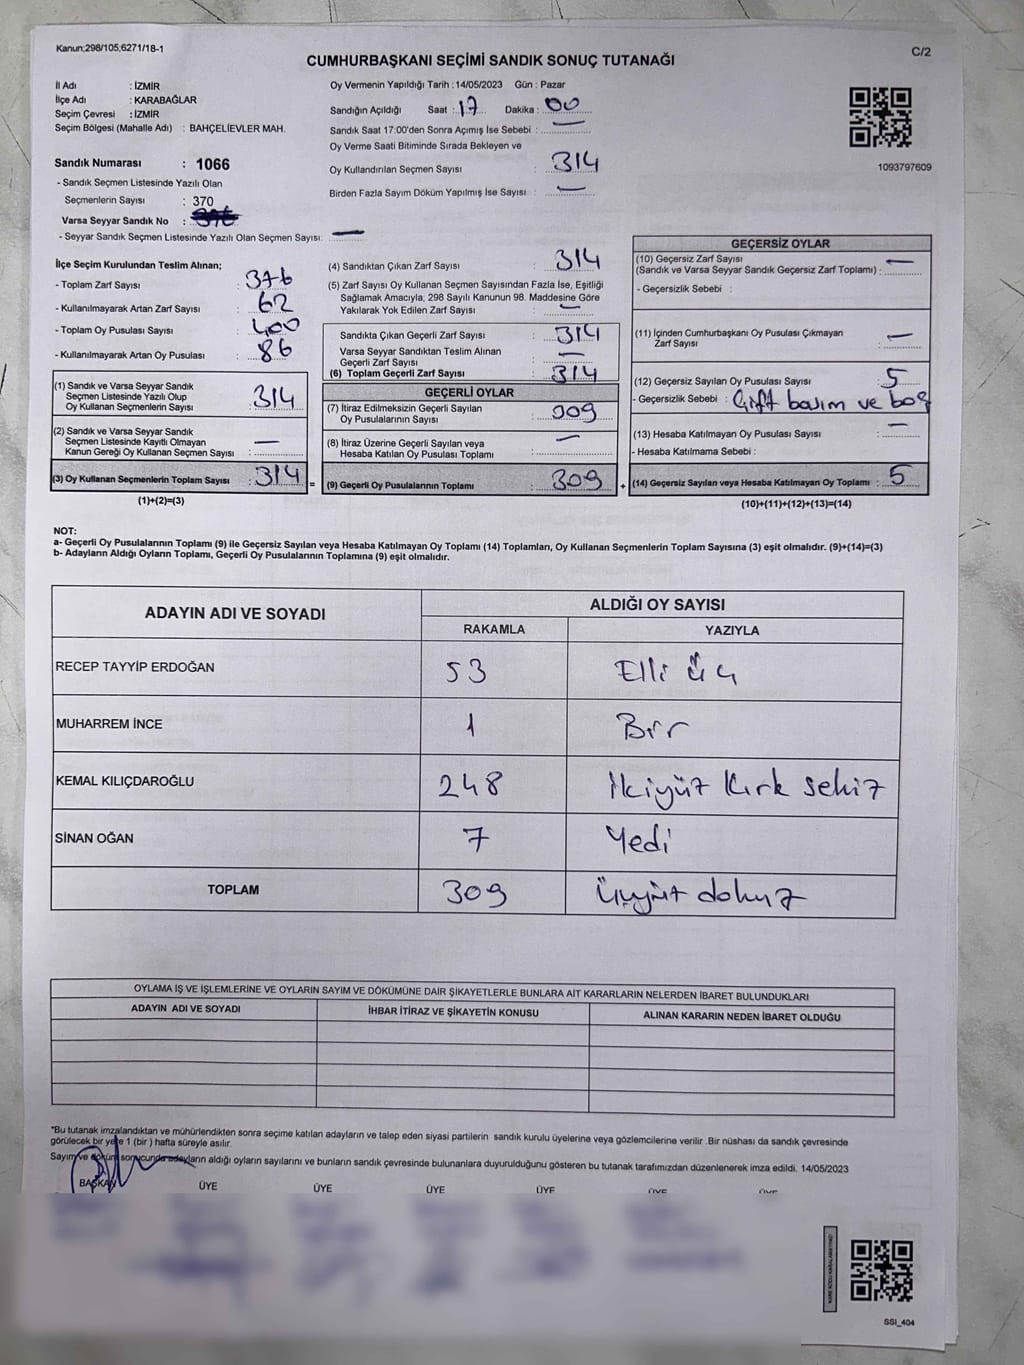 Kanun;298/105;6271/18-1
C/2
CUMHURBAŞKANI SEÇİMİ SANDIK SONUÇ TUTANAĞI
İl Adı : İZMİR
İlçe Adı : KARABAĞLAR
Seçim Çevresi : İZMİR
Seçim Bölgesi (Mahalle Adı) : BAHÇELİEVLER MAH.
Sandık Numarası : 1066
- Sandık Seçmen Listesinde Yazılı Olan
Seçmenlerin Sayısı : 370
Varsa Seyyar Sandık No :
- Seyyar Sandık Seçmen Listesinde Yazılı Olan Seçmen Sayısı: —
Oy Vermenin Yapıldığı Tarih :14/05/2023 Gün : Pazar
Sandığın Açıldığı Saat : 17 Dakika : 00
Sandık Saat 17:00'den Sonra Açımış İse Sebebi : —
Oy Verme Saati Bitiminde Sırada Bekleyen ve
Oy Kullandırılan Seçmen Sayısı : 314
Birden Fazla Sayım Döküm Yapılmış İse Sayısı : —
1093797609
İlçe Seçim Kurulundan Teslim Alınan;
- Toplam Zarf Sayısı : 376
- Kullanılmayarak Artan Zarf Sayısı : 62
- Toplam Oy Pusulası Sayısı : 400
- Kullanılmayarak Artan Oy Pusulası : 86
(1) Sandık ve Varsa Seyyar Sandık
Seçmen Listesinde Yazılı Olup
Oy Kullanan Seçmenlerin Sayısı : 314
(2) Sandık ve Varsa Seyyar Sandık
Seçmen Listesinde Kayıtlı Olmayan
Kanun Gereği Oy Kullanan Seçmen Sayısı : —
(3) Oy Kullanan Seçmenlerin Toplam Sayısı : 314
(1)+(2)=(3)
(4) Sandıktan Çıkan Zarf Sayısı : 314
(5) Zarf Sayısı Oy Kullanan Seçmen Sayısından Fazla İse, Eşitliği
Sağlamak Amacıyla, 298 Sayılı Kanunun 98. Maddesine Göre
Yakılarak Yok Edilen Zarf Sayısı : —
Sandıkta Çıkan Geçerli Zarf Sayısı : 314
Varsa Seyyar Sandıktan Teslim Alınan
Geçerli Zarf Sayısı : —
(6) Toplam Geçerli Zarf Sayısı : 314
GEÇERLİ OYLAR
(7) İtiraz Edilmeksizin Geçerli Sayılan
Oy Pusulalarının Sayısı : 309
(8) İtiraz Üzerine Geçerli Sayılan veya
Hesaba Katılan Oy Pusulası Toplamı : —
= (9) Geçerli Oy Pusulalarının Toplamı : 309 +
GEÇERSİZ OYLAR
(10) Geçersiz Zarf Sayısı
(Sandık ve Varsa Seyyar Sandık Geçersiz Zarf Toplamı) : —
- Geçersizlik Sebebi :
(11) İçinden Cumhurbaşkanı Oy Pusulası Çıkmayan
Zarf Sayısı : —
(12) Geçersiz Sayılan Oy Pusulası Sayısı : 5
- Geçersizlik Sebebi : Çift basım ve boş
(13) Hesaba Katılmayan Oy Pusulası Sayısı : —
- Hesaba Katılmama Sebebi :
(14) Geçersiz Sayılan veya Hesaba Katılmayan Oy Toplamı : 5
(10)+(11)+(12)+(13)=(14)
NOT:
a- Geçerli Oy Pusulalarının Toplamı (9) ile Geçersiz Sayılan veya Hesaba Katılmayan Oy Toplamı (14) Toplamları, Oy Kullanan Seçmenlerin Toplam Sayısına (3) eşit olmalıdır. (9)+(14)=(3)
b- Adayların Aldığı Oyların Toplamı, Geçerli Oy Pusulalarının Toplamına (9) eşit olmalıdır.
ADAYIN ADI VE SOYADI
ALDIĞI OY SAYISI
RAKAMLA YAZIYLA
RECEP TAYYİP ERDOĞAN 53 Elli üç
MUHARREM İNCE 1 Bir
KEMAL KILIÇDAROĞLU 248 İkiyüz kırk sekiz
SİNAN OĞAN 7 Yedi
TOPLAM 309 Üçyüz dokuz
OYLAMA İŞ VE İŞLEMLERİNE VE OYLARIN SAYIM VE DÖKÜMÜNE DAİR ŞİKAYETLERLE BUNLARA AİT KARARLARIN NELERDEN İBARET BULUNDUKLARI
ADAYIN ADI VE SOYADI İHBAR İTİRAZ VE ŞİKAYETİN KONUSU ALINAN KARARIN NEDEN İBARET OLDUĞU
"Bu tutanak imzalandıktan ve mühürlendikten sonra seçime katılan adayların ve talep eden siyasi partilerin sandık kurulu üyelerine veya gözlemcilerine verilir .Bir nüshası da sandık çevresinde
görülecek bir yere 1 (bir ) hafta süreyle asılır.
Sayım ve döküm sonucunda adayların aldığı oyların sayılarını ve bunların sandık çevresinde bulunanlara duyurulduğunu gösteren bu tutanak tarafımızdan düzenlenerek imza edildi. 14/05/2023
BAŞKAN ÜYE ÜYE ÜYE ÜYE ÜYE ÜYE
SSI_404